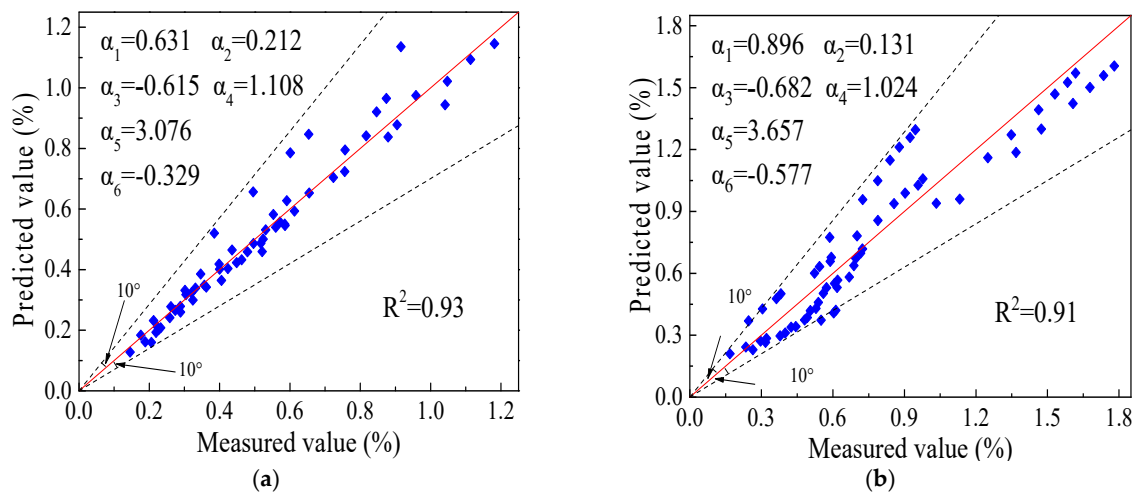 1.2
1.0
0.8
0.6
0.4
0.2
0.0
Predicted value (%)
α1=0.631 α2=0.212
α3=-0.615 α4=1.108
α5=3.076
α6=-0.329
R²=0.93
10°
10°
0.0 0.2 0.4 0.6 0.8 1.0 1.2
Measured value (%)
(a)
1.8
1.5
1.2
0.9
0.6
0.3
0.0
Predicted value (%)
α1=0.896 α2=0.131
α3=-0.682 α4=1.024
α5=3.657
α6=-0.577
R²=0.91
10°
10°
0.0 0.3 0.6 0.9 1.2 1.5 1.8
Measured value (%)
(b)